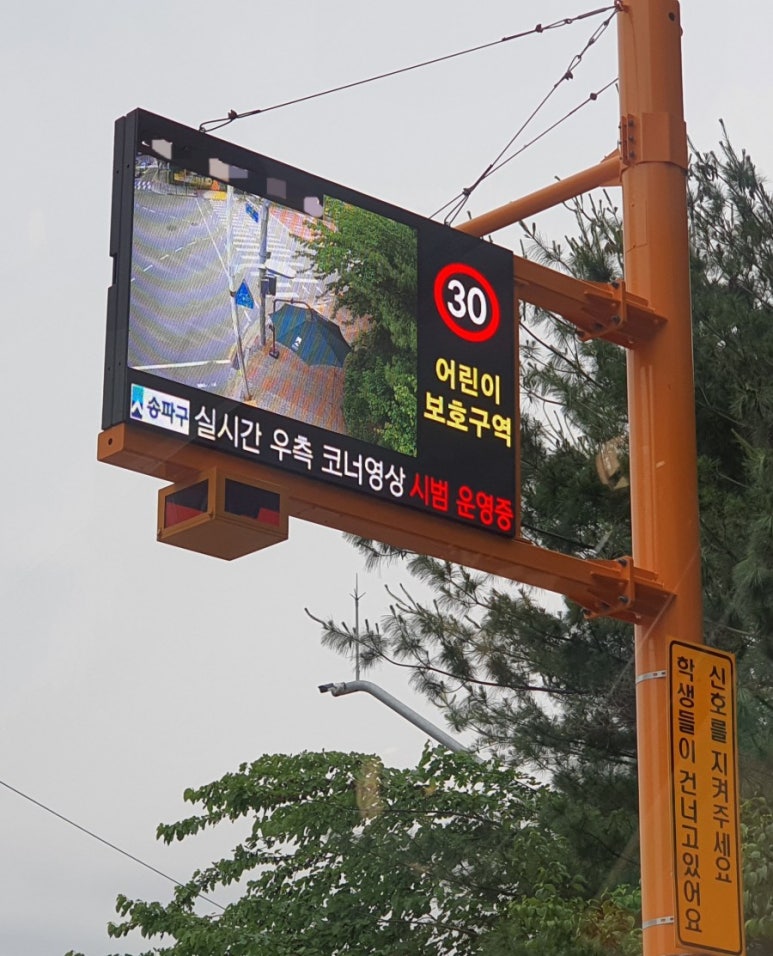 30
어린이
보호구역
송파구 실시간 우측 코너영상 시범 운영중
신호를 지켜주세요
학생들이 건너고있어요